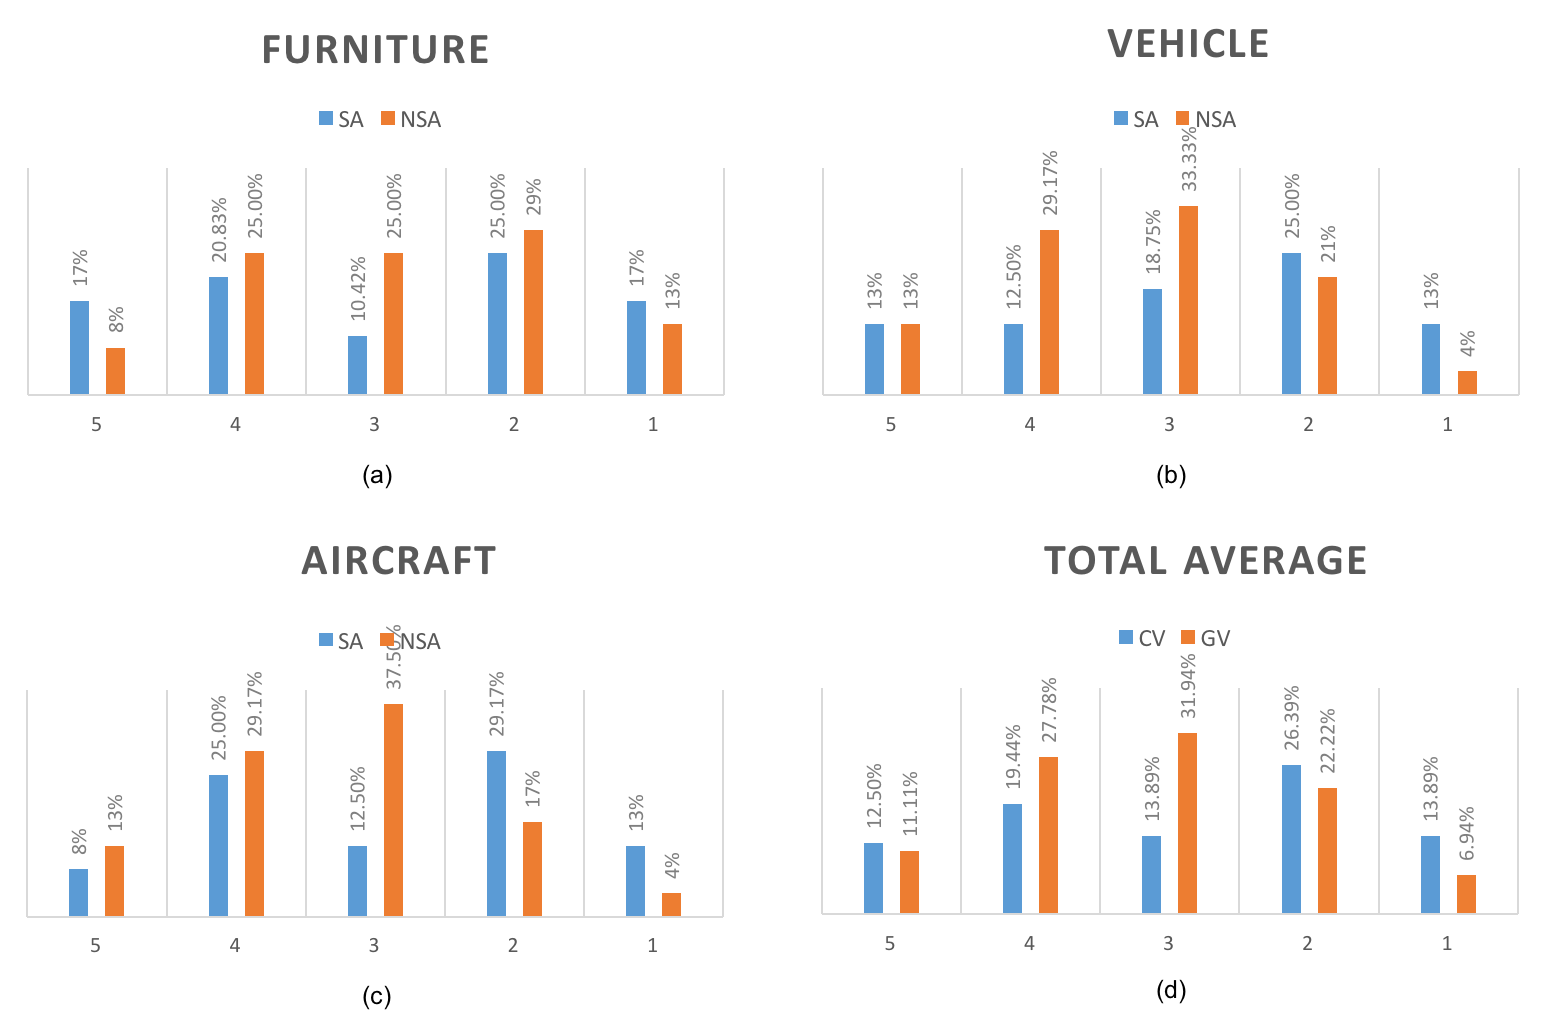 FURNITURE
SA NSA
17% 8% 20.83% 25.00% 10.42% 25.00% 25.00% 29% 17% 13%
5 4 3 2 1
(a)
VEHICLE
SA NSA
13% 13% 12.50% 29.17% 18.75% 33.33% 25.00% 21% 13% 4%
5 4 3 2 1
(b)
AIRCRAFT
SA NSA
8% 13% 25.00% 29.17% 12.50% 37.50% 29.17% 17% 13% 4%
5 4 3 2 1
(c)
TOTAL AVERAGE
CV GV
12.50% 11.11% 19.44% 27.78% 13.89% 31.94% 26.39% 22.22% 13.89% 6.94%
5 4 3 2 1
(d)